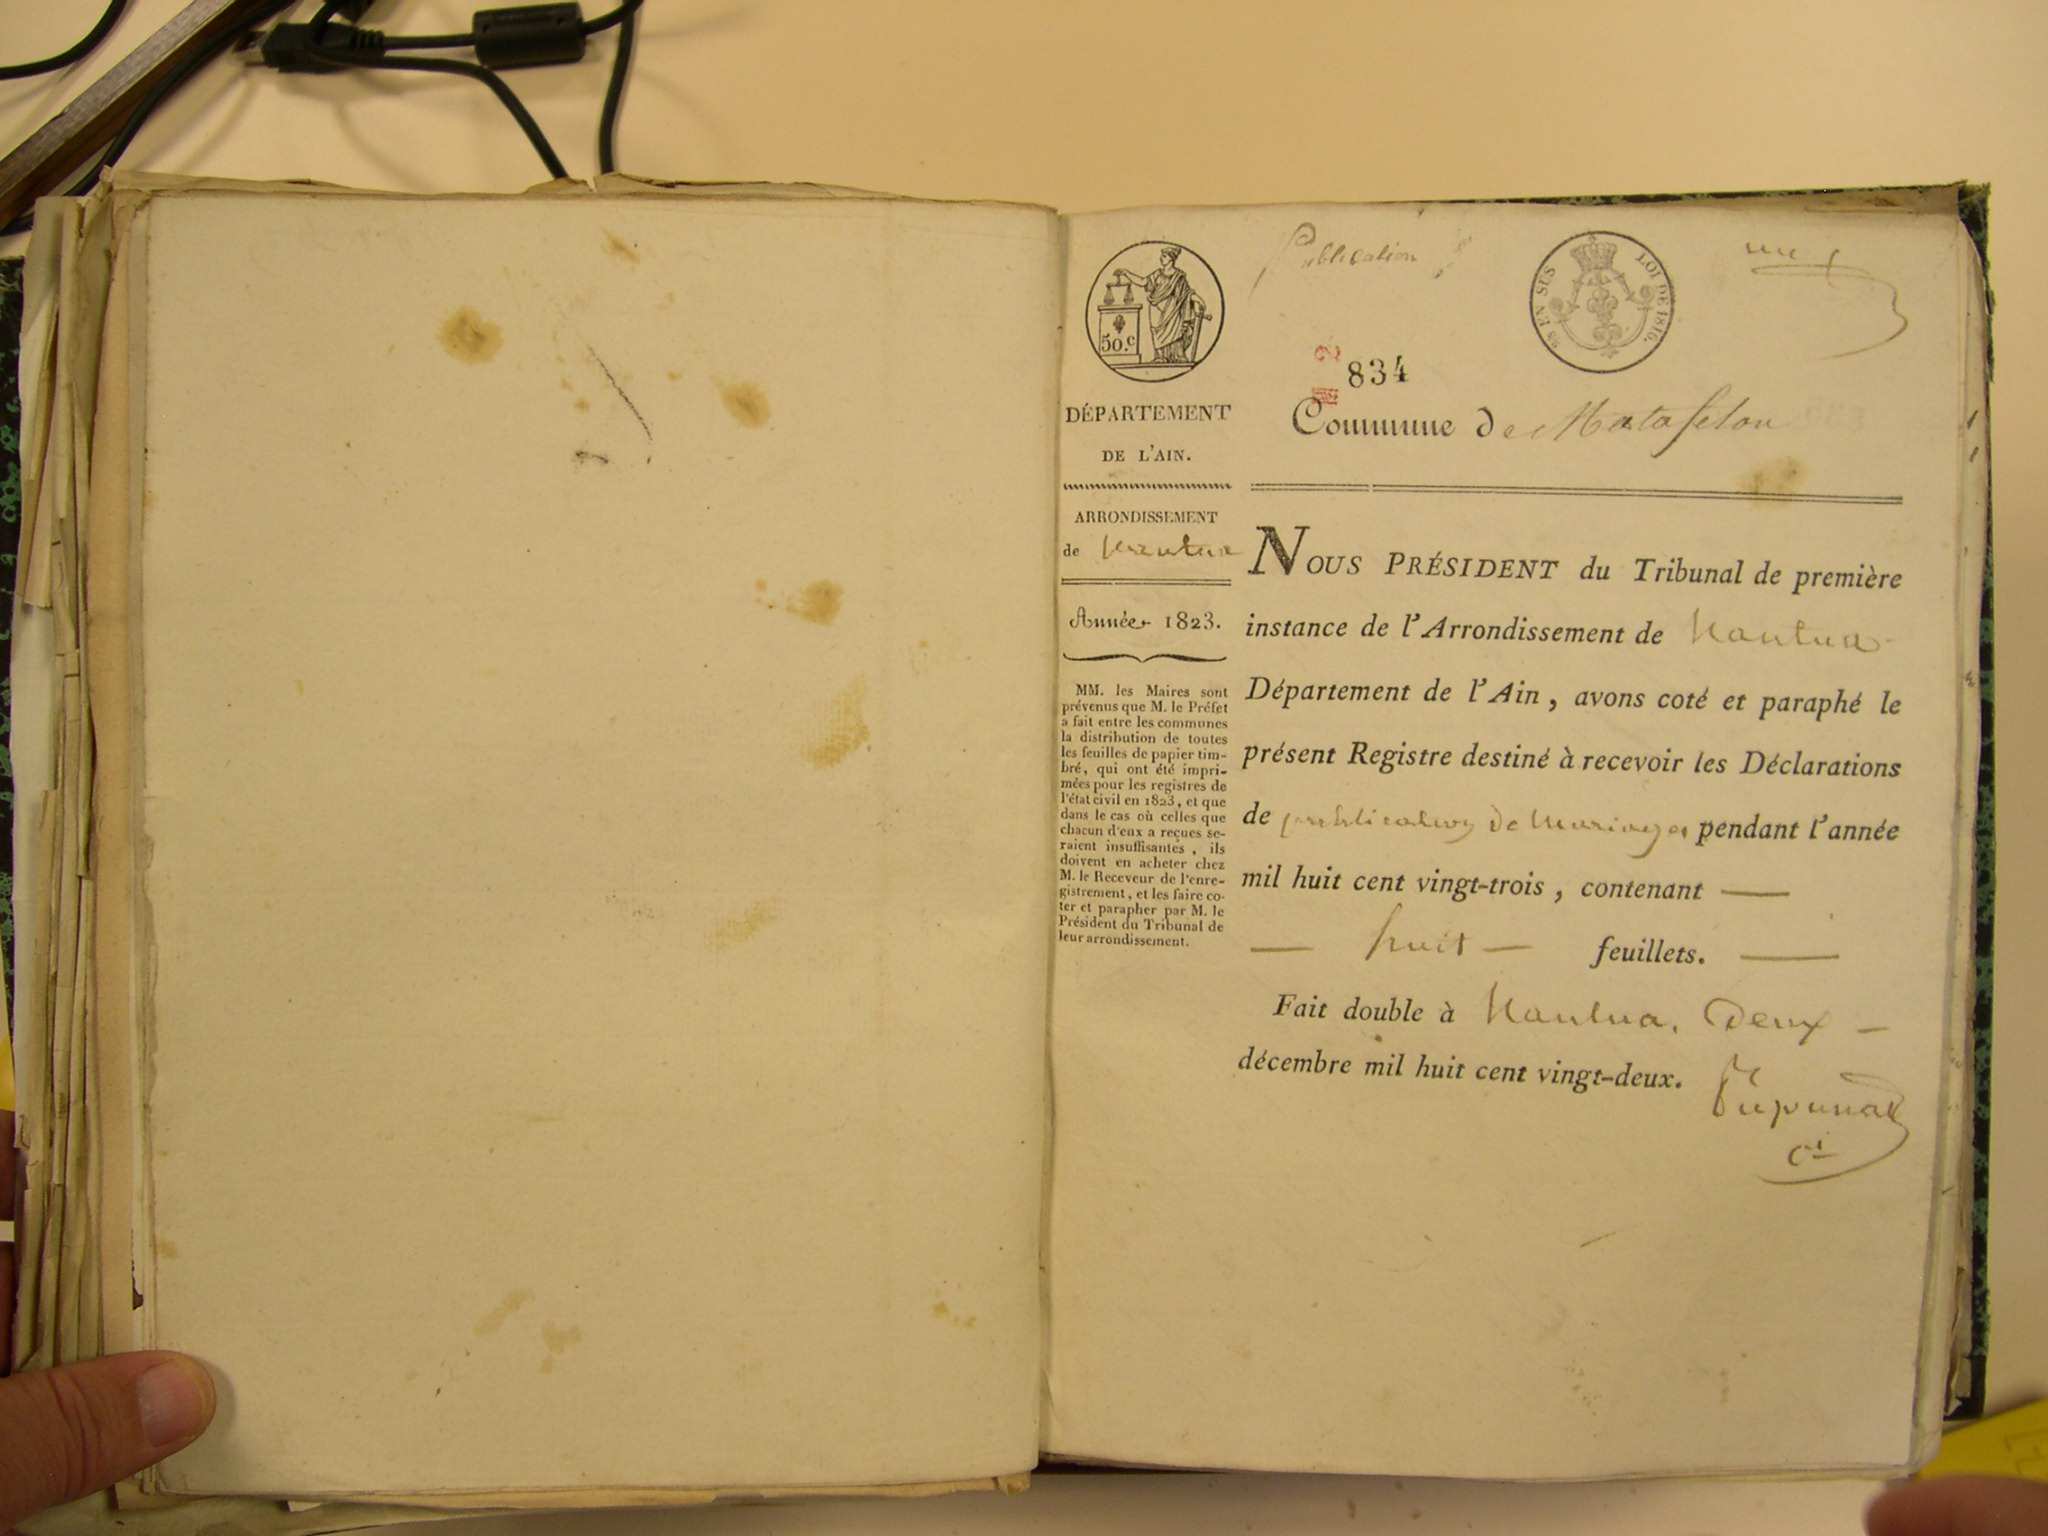 Publication
un
50.c
25 EN SUS
LOI DE 1816.
834
2
DÉPARTEMENT
DE L'AIN.
ARRONDISSEMENT
de Nantua
Année 1823.
MM. les Maires sont
prévenus que M. le Préfet
a fait entre les communes
la distribution de toutes
les feuilles de papier tim-
bré, qui ont été impri-
mées pour les registres de
l'état civil en 1823, et que
dans le cas où celles que
chacun d'eux a reçues se-
raient insuffisantes, ils
doivent en acheter chez
M. le Receveur de l'enre-
gistrement, et les faire co-
ter et parapher par M. le
Président du Tribunal de
leur arrondissement.
Commune de Matafelon
NOUS PRÉSIDENT du Tribunal de première
instance de l'Arrondissement de Nantua
Département de l'Ain, avons coté et paraphé le
présent Registre destiné à recevoir les Déclarations
de publication de Mariages pendant l'année
mil huit cent vingt-trois, contenant —
— huit — feuillets. —
Fait double à Nantua, Deux —
décembre mil huit cent vingt-deux.